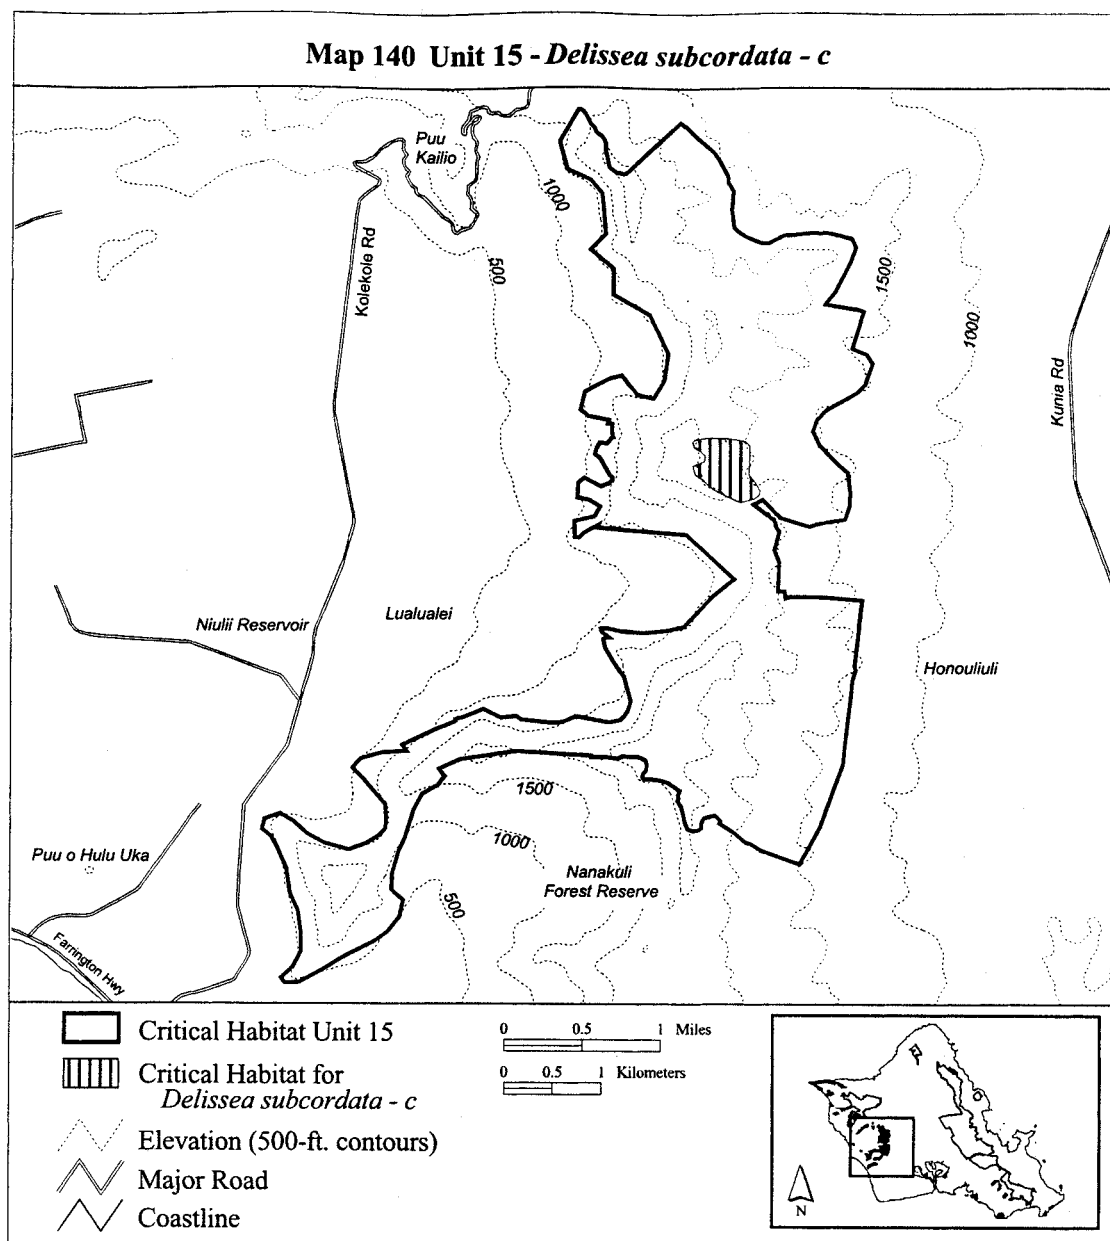 Map 140 Unit 15 - Delissea subcordata - c
Puu
Kailio
1000
500
Kolekole Rd
1500
1000
Kunia Rd
Niulii Reservoir
Lualualei
Honouliuli
1500
1000
Puu o Hulu Uka
Nanakuli
Forest Reserve
500
Farrington Hwy
Critical Habitat Unit 15
Critical Habitat for
Delissea subcordata - c
Elevation (500-ft. contours)
Major Road
Coastline
0 0.5 1 Miles
0 0.5 1 Kilometers
N